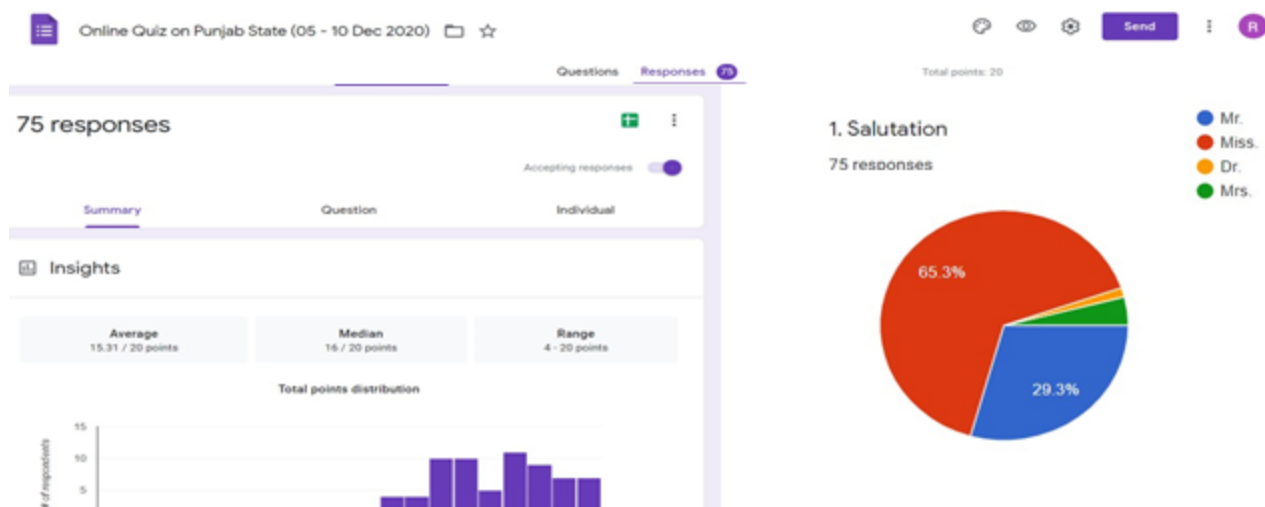 Online Quiz on Punjab State (05 - 10 Dec 2020)
Send
R
Questions Responses 75
Total points: 20
75 responses
Accepting responses
Summary Question Individual
Insights
Average
15.31 / 20 points
Median
16 / 20 points
Range
4 - 20 points
Total points distribution
15
10
5
of respondents
1. Salutation
75 responses
Mr.
Miss.
Dr.
Mrs.
65.3%
29.3%